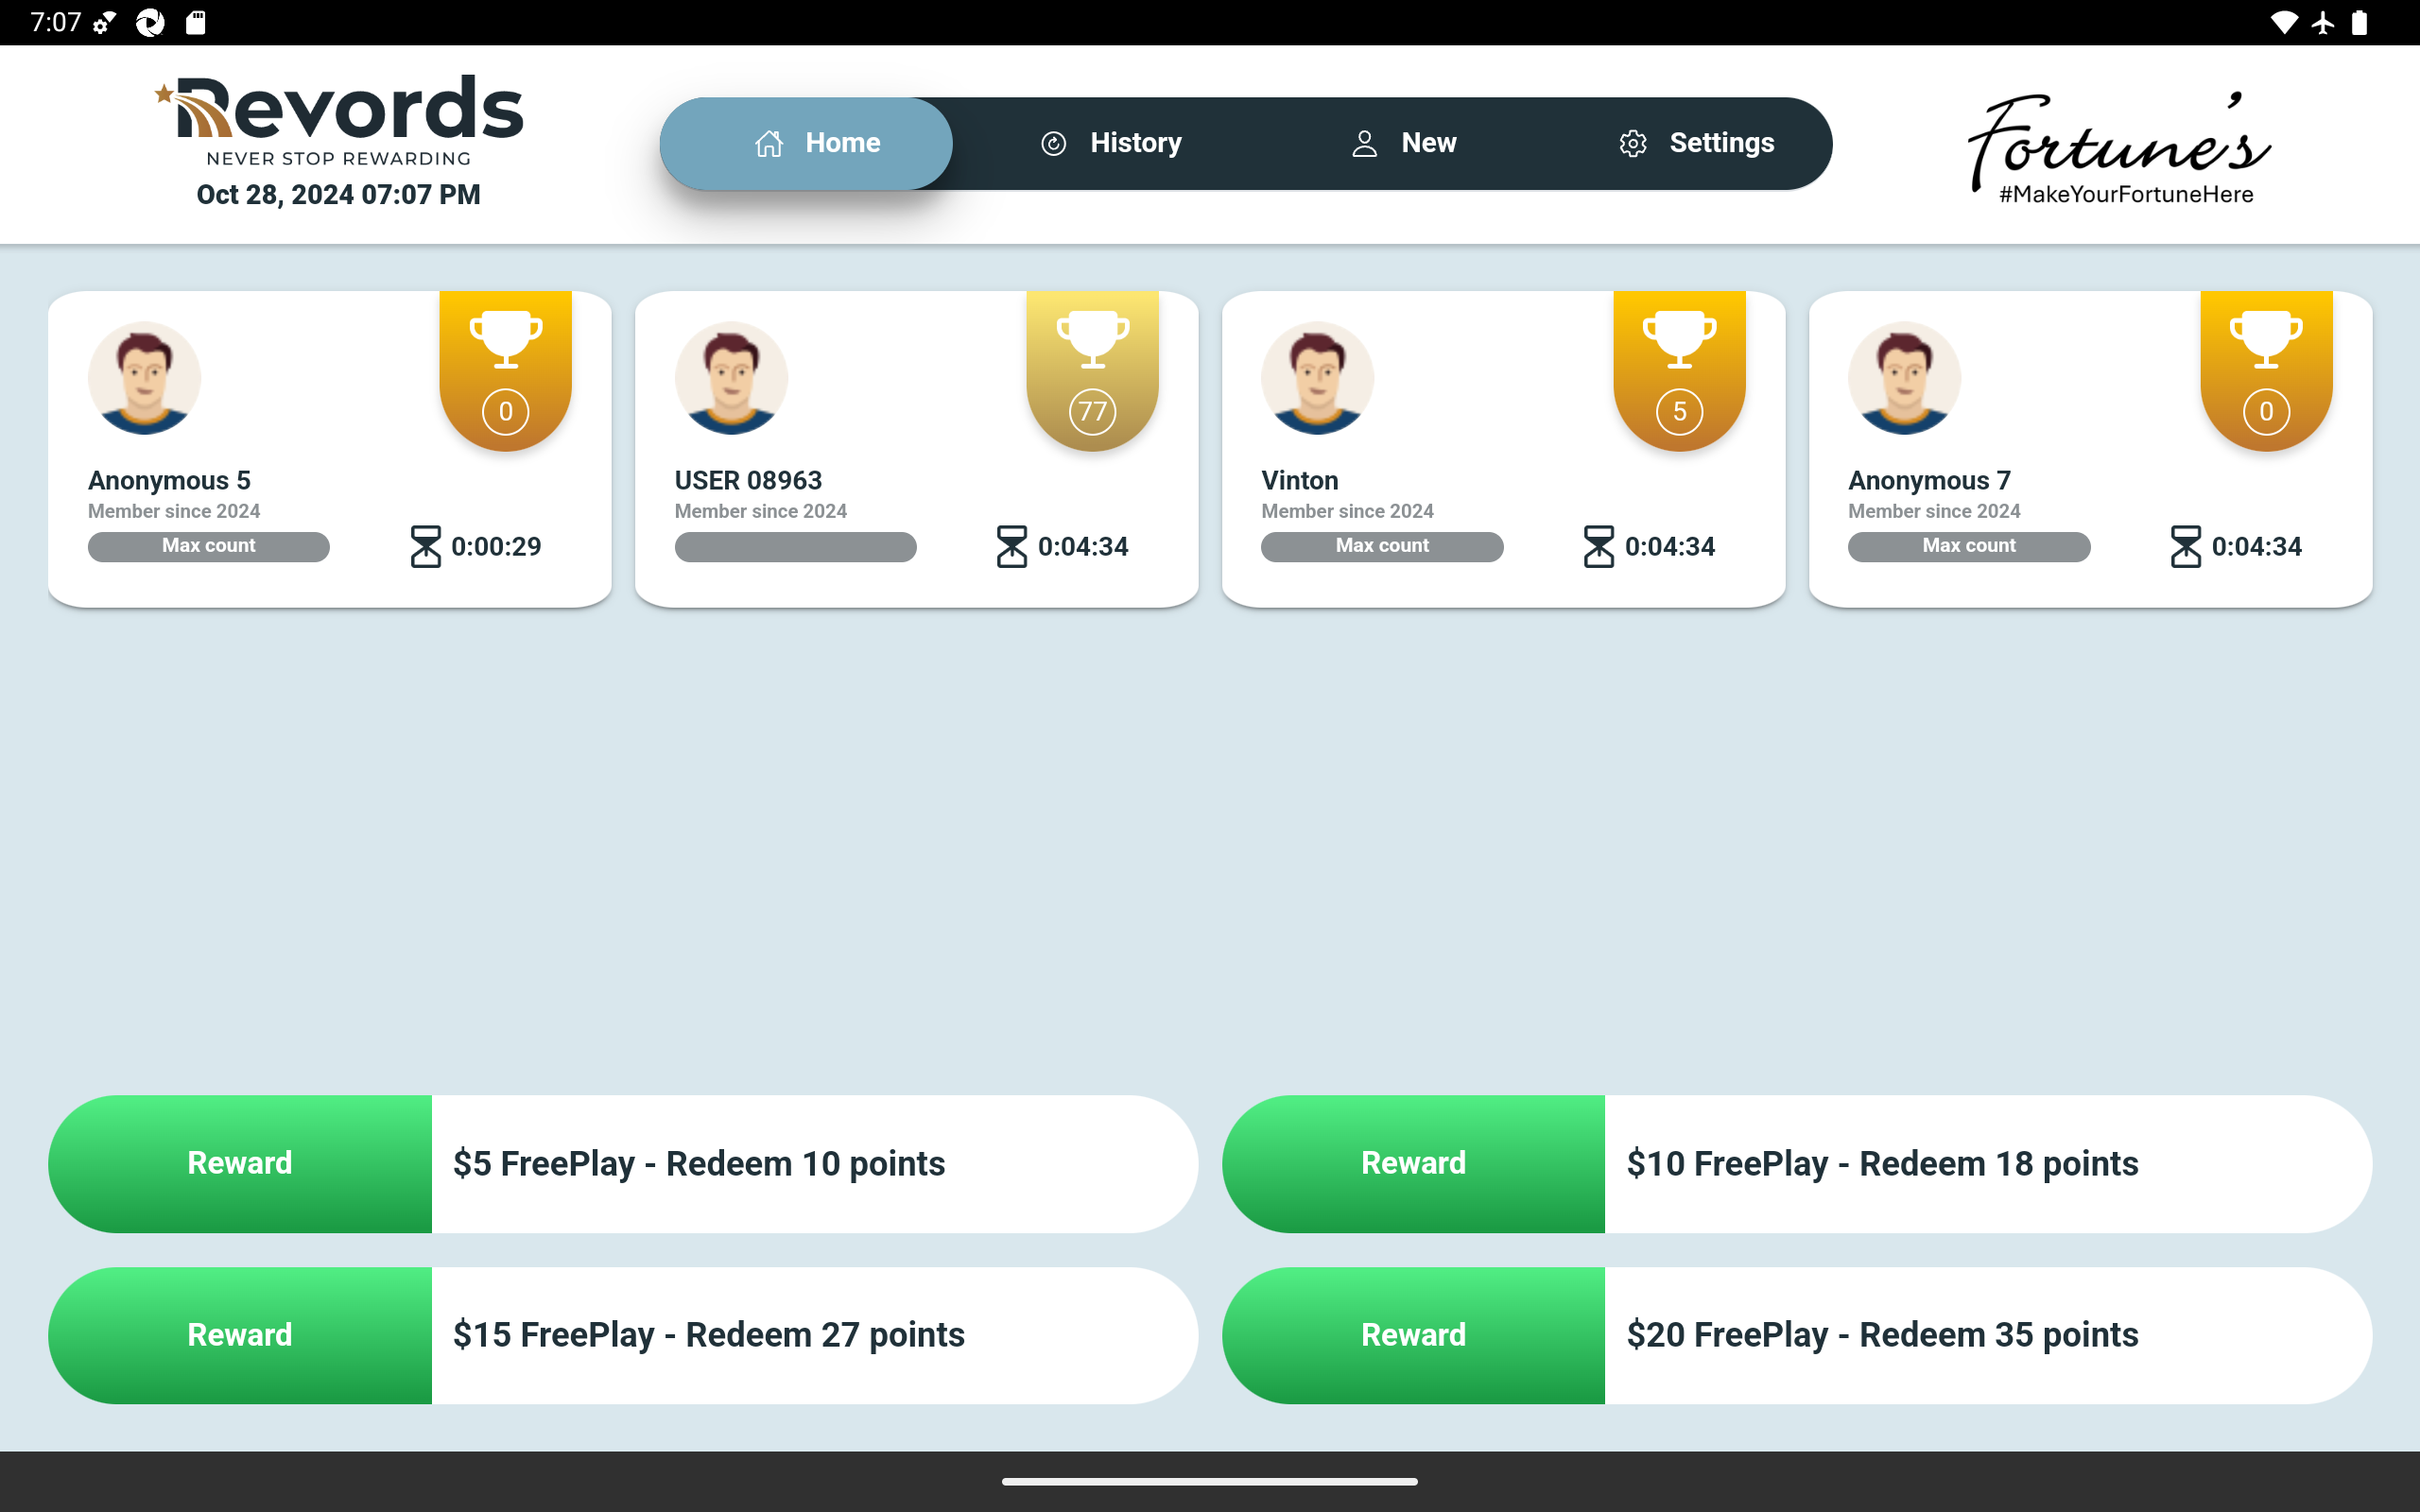 7:07
Revords
NEVER STOP REWARDING
Oct 28, 2024 07:07 PM
Home
History
New
Settings
Fortune's
#MakeYourFortuneHere
0
Anonymous 5
Member since 2024
Max count
0:00:29
77
USER 08963
Member since 2024
0:04:34
5
Vinton
Member since 2024
Max count
0:04:34
0
Anonymous 7
Member since 2024
Max count
0:04:34
Reward
$5 FreePlay - Redeem 10 points
Reward
$10 FreePlay - Redeem 18 points
Reward
$15 FreePlay - Redeem 27 points
Reward
$20 FreePlay - Redeem 35 points